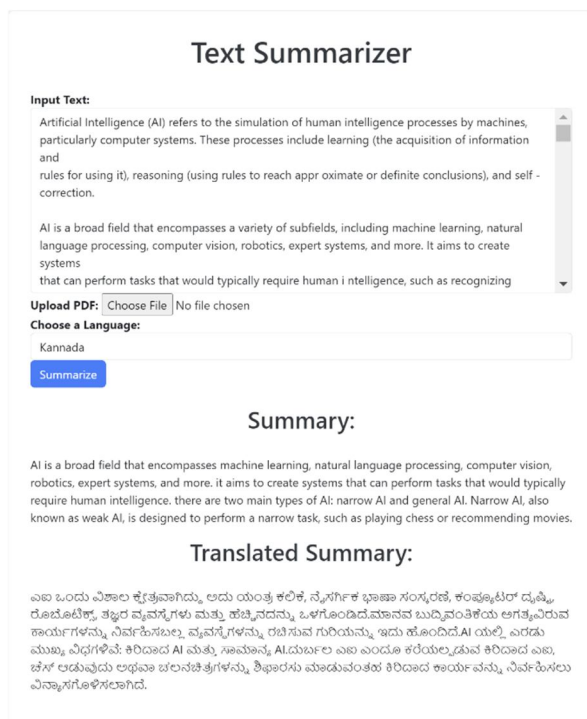 Text Summarizer
Input Text:
Artificial Intelligence (AI) refers to the simulation of human intelligence processes by machines,
particularly computer systems. These processes include learning (the acquisition of information
and
rules for using it), reasoning (using rules to reach appr oximate or definite conclusions), and self -
correction.
AI is a broad field that encompasses a variety of subfields, including machine learning, natural
language processing, computer vision, robotics, expert systems, and more. It aims to create
systems
that can perform tasks that would typically require human i ntelligence, such as recognizing
Upload PDF: Choose File No file chosen
Choose a Language:
Kannada
Summarize
Summary:
AI is a broad field that encompasses machine learning, natural language processing, computer vision,
robotics, expert systems, and more. it aims to create systems that can perform tasks that would typically
require human intelligence. there are two main types of AI: narrow AI and general AI. Narrow AI, also
known as weak AI, is designed to perform a narrow task, such as playing chess or recommending movies.
Translated Summary:
ಎಐ ಒಂದು ವಿಶಾಲ ಕ್ಷೇತ್ರವಾಗಿದ್ದು ಅದು ಯಂತ್ರ ಕಲಿಕೆ, ನೈಸರ್ಗಿಕ ಭಾಷಾ ಸಂಸ್ಕರಣೆ, ಕಂಪ್ಯೂಟರ್ ದೃಷ್ಟಿ,
ರೊಬೊಟಿಕ್ಸ್, ತಜ್ಞರ ವ್ಯವಸ್ಥೆಗಳು ಮತ್ತು ಹೆಚ್ಚಿನದನ್ನು ಒಳಗೊಂಡಿದೆ.ಮಾನವ ಬುದ್ಧಿವಂತಿಕೆಯ ಅಗತ್ಯವಿರುವ
ಕಾರ್ಯಗಳನ್ನು ನಿರ್ವಹಿಸಬಲ್ಲ ವ್ಯವಸ್ಥೆಗಳನ್ನು ರಚಿಸುವ ಗುರಿಯನ್ನು ಇದು ಹೊಂದಿದೆ.AI ಯಲ್ಲಿ ಎರಡು
ಮುಖ್ಯ ವಿಧಗಳಿವೆ: ಕಿರಿದಾದ AI ಮತ್ತು ಸಾಮಾನ್ಯ AI.ದುರ್ಬಲ ಎಐ ಎಂದೂ ಕರೆಯಲ್ಪಡುವ ಕಿರಿದಾದ ಎಐ,
ಚೆಸ್ ಆಡುವುದು ಅಥವಾ ಚಲನಚಿತ್ರಗಳನ್ನು ಶಿಫಾರಸು ಮಾಡುವಂತಹ ಕಿರಿದಾದ ಕಾರ್ಯವನ್ನು ನಿರ್ವಹಿಸಲು
ವಿನ್ಯಾಸಗೊಳಿಸಲಾಗಿದೆ.